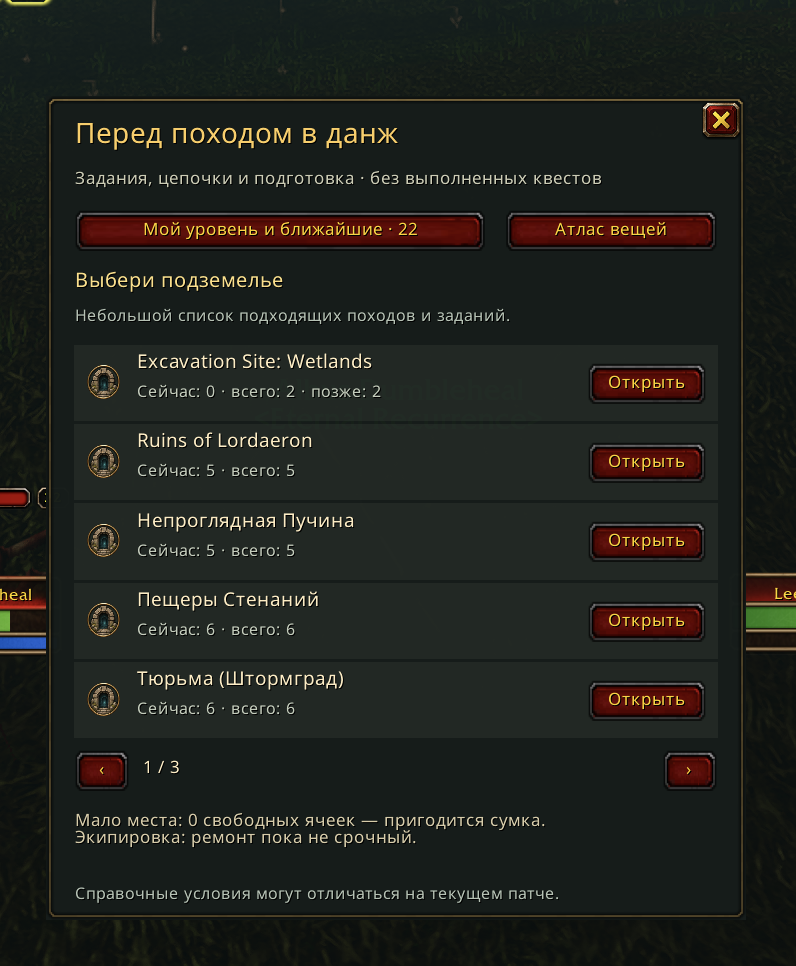 Перед походом в данж
Задания, цепочки и подготовка · без выполненных квестов
Мой уровень и ближайшие · 22
Атлас вещей
Выбери подземелье
Небольшой список подходящих походов и заданий.
Excavation Site: Wetlands
Сейчас: 0 · всего: 2 · позже: 2
Открыть
Ruins of Lordaeron
Сейчас: 5 · всего: 5
Открыть
Непроглядная Пучина
Сейчас: 5 · всего: 5
Открыть
Пещеры Стенаний
Сейчас: 6 · всего: 6
Открыть
Тюрьма (Штормград)
Сейчас: 6 · всего: 6
Открыть
‹ 1 / 3 ›
Мало места: 0 свободных ячеек — пригодится сумка.
Экипировка: ремонт пока не срочный.
Справочные условия могут отличаться на текущем патче.
heal
Lee